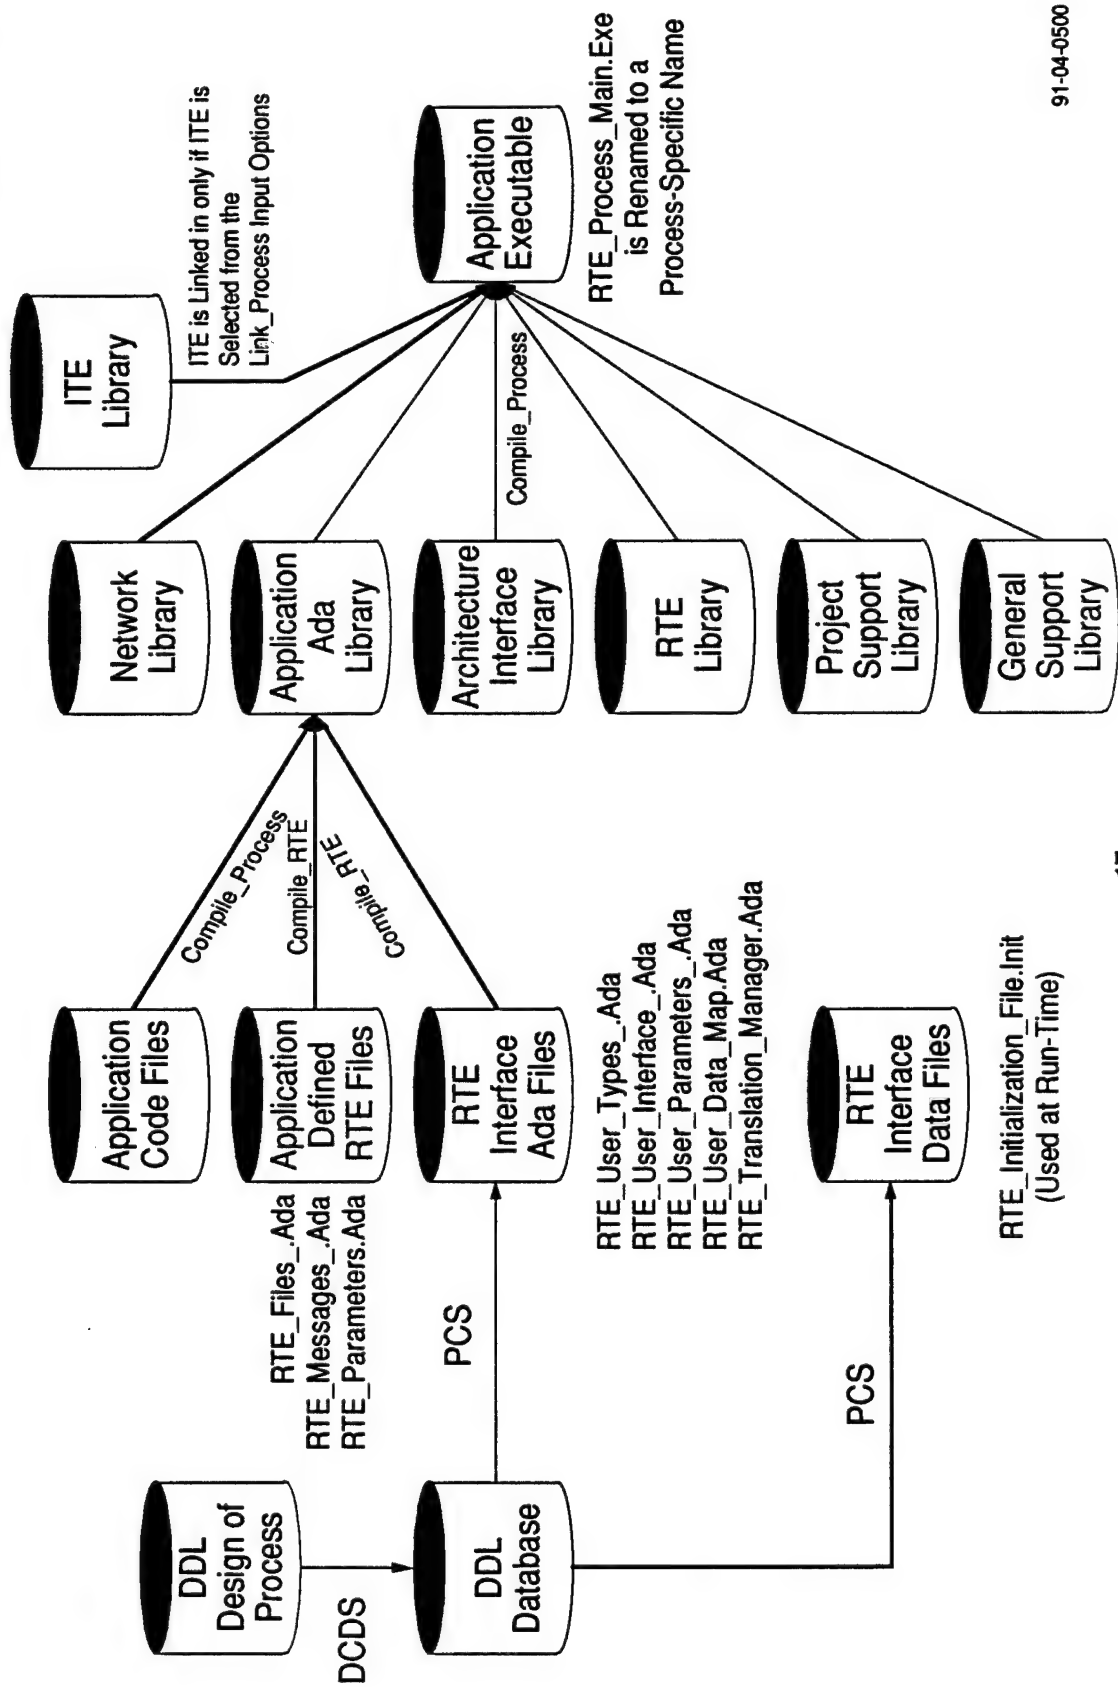 DDL
Design of
Process
DCDS
DDL
Database
PCS
PCS
Application
Code Files
RTE_Files_.Ada
RTE_Messages_.Ada
RTE_Parameters.Ada
Application
Defined
RTE Files
RTE
Interface
Ada Files
RTE_User_Types_.Ada
RTE_User_Interface_.Ada
RTE_User_Parameters_.Ada
RTE_User_Data_Map.Ada
RTE_Translation_Manager.Ada
RTE
Interface
Data Files
RTE_Initialization_File.Init
(Used at Run-Time)
Compile_Process
Compile_RTE
Compile_RTE
Network
Library
Application
Ada
Library
Architecture
Interface
Library
RTE
Library
Project
Support
Library
General
Support
Library
ITE
Library
ITE is Linked in only if ITE is
Selected from the
Link_Process Input Options
Compile_Process
Application
Executable
RTE_Process_Main.Exe
is Renamed to a
Process-Specific Name
91-04-0500